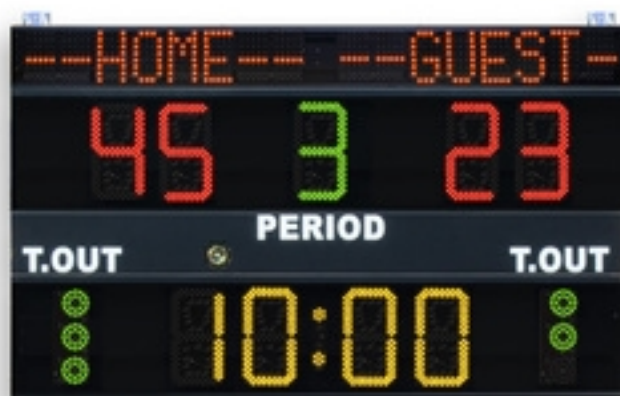 --HOME-- --GUEST-
45 3 23
PERIOD
T.OUT T.OUT
10:00